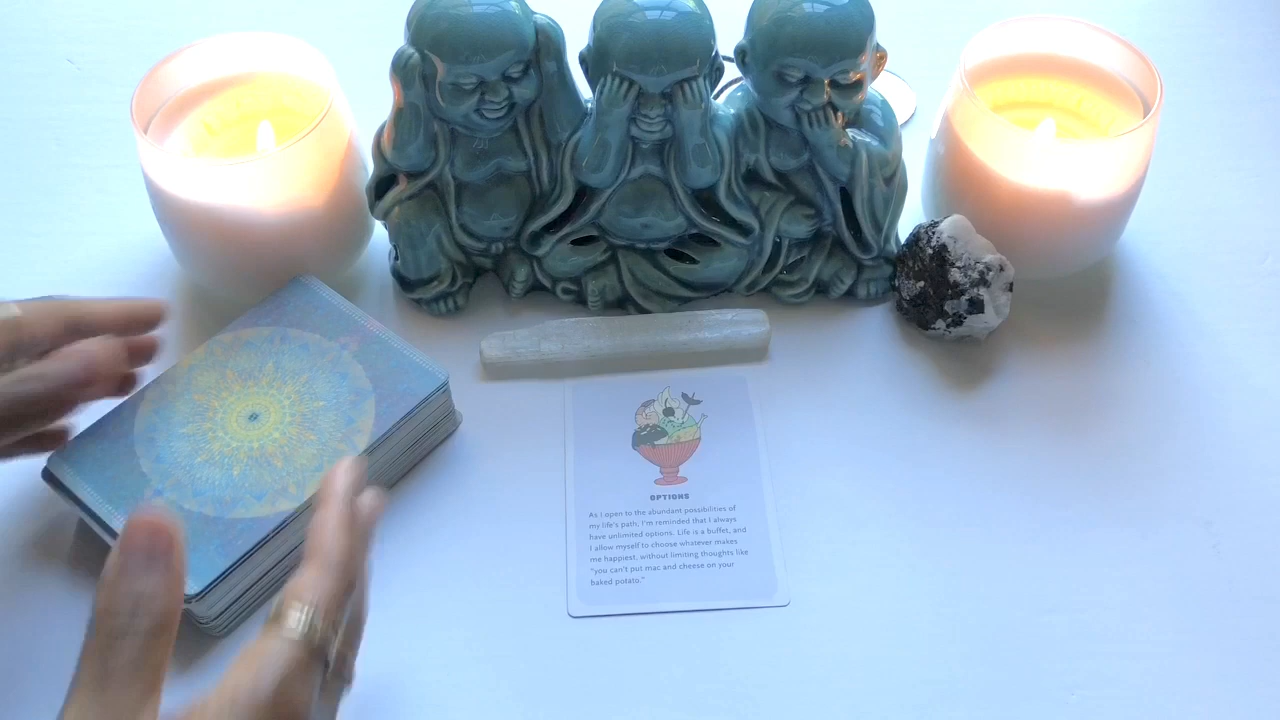 OPTIONS
As I open to the abundant possibilities of
my life's path, I'm reminded that I always
have unlimited options. Life is a buffet, and
I allow myself to choose whatever makes
me happiest, without limiting thoughts like
"you can't put mac and cheese on your
baked potato."